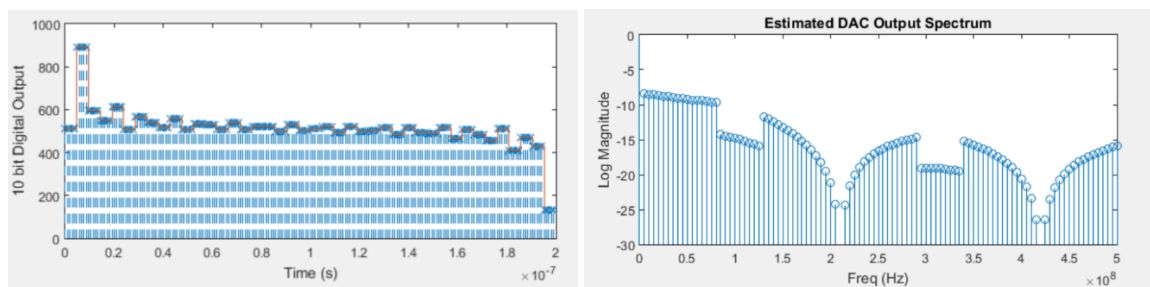 1000
800
600
400
200
0
10 bit Digital Output
0 0.2 0.4 0.6 0.8 1 1.2 1.4 1.6 1.8 2
Time (s)
×10⁻⁷
Estimated DAC Output Spectrum
0
-5
-10
-15
-20
-25
-30
Log Magnitude
0 0.5 1 1.5 2 2.5 3 3.5 4 4.5 5
Freq (Hz)
×10⁸